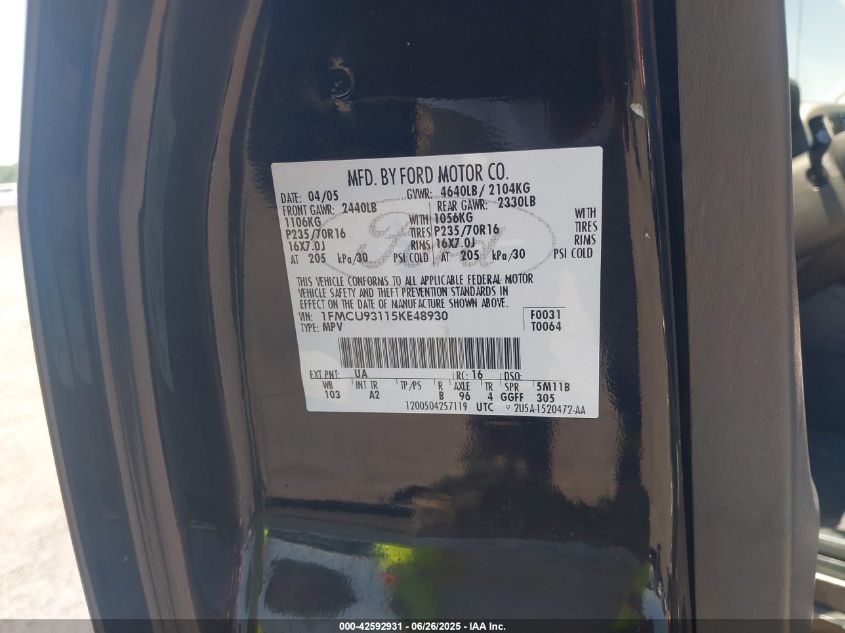 MFD. BY FORD MOTOR CO.
DATE: 04/05 GVWR: 4640LB/ 2104KG
FRONT GAWR: 2440LB REAR GAWR: 2330LB
1106KG WITH 1056KG WITH
P235/70R16 TIRES P235/70R16 TIRES
16X7.0J RIMS 16X7.0J RIMS
AT 205 kPa/30 PSI COLD AT 205 kPa/30 PSI COLD
Ford
THIS VEHICLE CONFORMS TO ALL APPLICABLE FEDERAL MOTOR
VEHICLE SAFETY AND THEFT PREVENTION STANDARDS IN
EFFECT ON THE DATE OF MANUFACTURE SHOWN ABOVE.
VIN: 1FMCU93115KE48930 F0031
TYPE: MPV T0064
EXT PNT: UA RC: 16 DSO:
WB INT TR TP/PS R AXLE TR SPR 5M11B
103 A2 B 96 4 GGFF 305
1200504257119 UTC 2U5A-1520472-AA
000-42592931 - 06/26/2025 - IAA Inc.